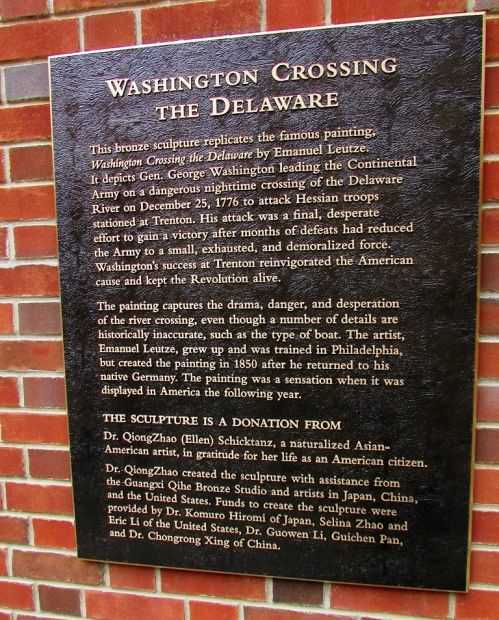 WASHINGTON CROSSING
THE DELAWARE
This bronze sculpture replicates the famous painting,
Washington Crossing the Delaware by Emanuel Leutze.
It depicts Gen. George Washington leading the Continental
Army on a dangerous nighttime crossing of the Delaware
River on December 25, 1776 to attack Hessian troops
stationed at Trenton. His attack was a final, desperate
effort to gain a victory after months of defeats had reduced
the Army to a small, exhausted, and demoralized force.
Washington's success at Trenton reinvigorated the American
cause and kept the Revolution alive.
The painting captures the drama, danger, and desperation
of the river crossing, even though a number of details are
historically inaccurate, such as the type of boat. The artist,
Emanuel Leutze, grew up and was trained in Philadelphia,
but created the painting in 1850 after he returned to his
native Germany. The painting was a sensation when it was
displayed in America the following year.
THE SCULPTURE IS A DONATION FROM
Dr. QiongZhao (Ellen) Schicktanz, a naturalized Asian-
American artist, in gratitude for her life as an American citizen.
Dr. QiongZhao created the sculpture with assistance from
the Guangxi Qihe Bronze Studio and artists in Japan, China,
and the United States. Funds to create the sculpture were
provided by Dr. Komuro Hiromi of Japan, Selina Zhao and
Eric Li of the United States, Dr. Guowen Li, Guichen Pan,
and Dr. Chongrong Xing of China.